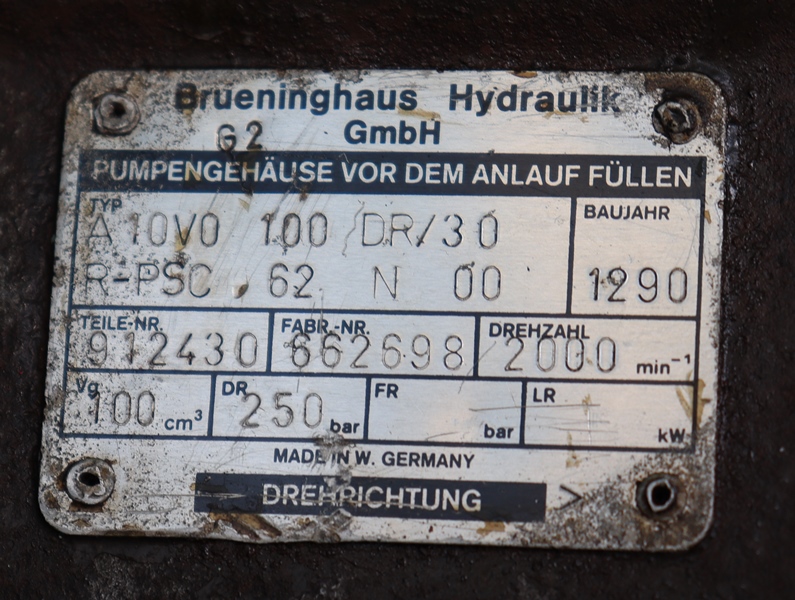 Brueninghaus Hydraulik
G2 GmbH
PUMPENGEHÄUSE VOR DEM ANLAUF FÜLLEN
TYP BAUJAHR
A 10VO 100 DR/30
R-PSC 62 N 00 1290
TEILE-NR. FABR.-NR. DREHZAHL
912430 662698 2000 min⁻¹
Vg DR FR LR
100 cm³ 250 bar bar kW
MADE IN W. GERMANY
DREHRICHTUNG >